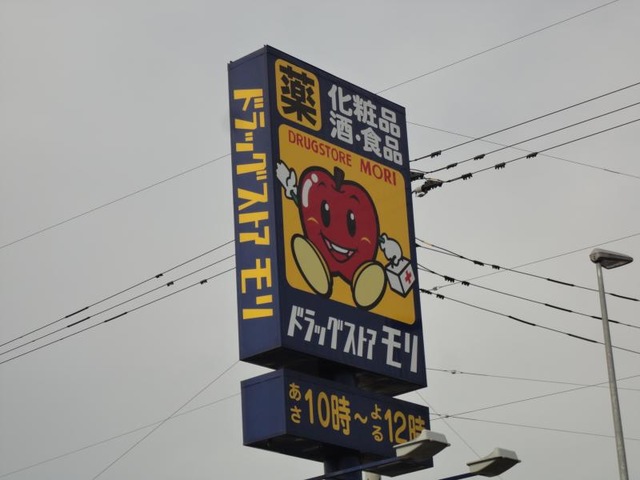 薬
化粧品
酒・食品
DRUGSTORE MORI
ドラッグストア モリ
ドラッグストア モリ
あさ10時～よる12時